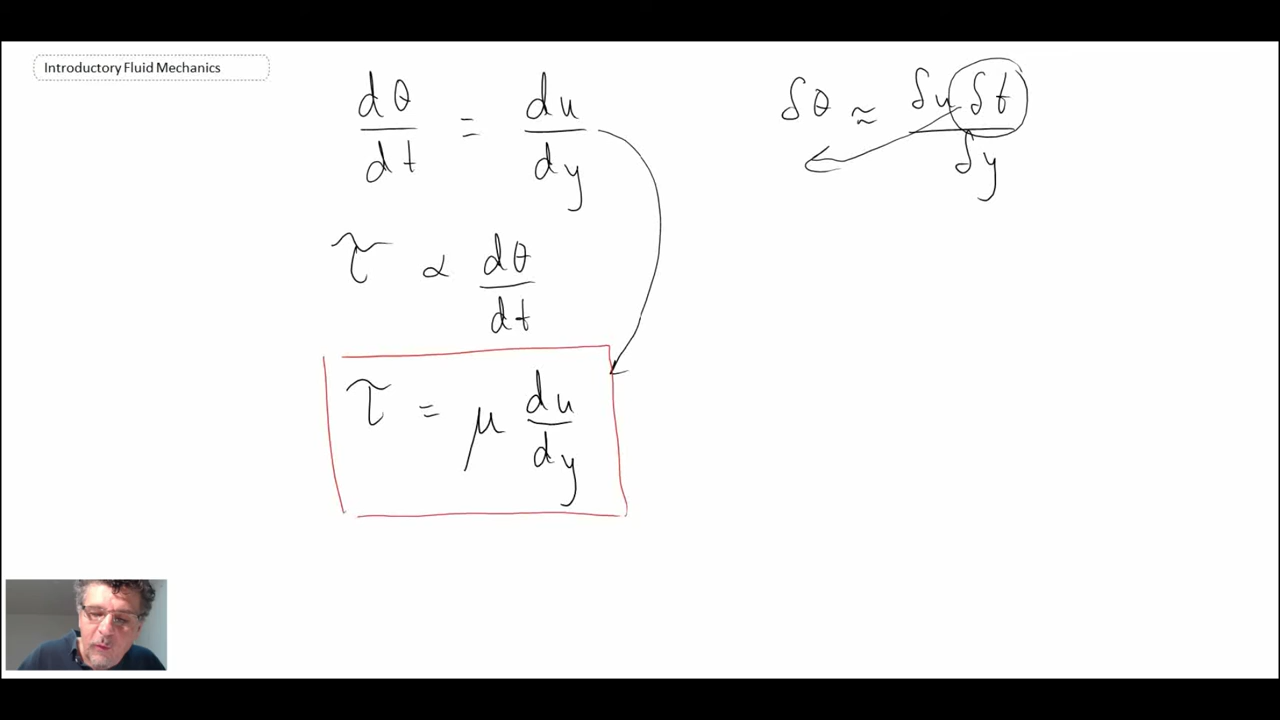 Introductory Fluid Mechanics
dθ/dt = du/dy
δθ ≈ δu δt/δy
τ ∝ dθ/dt
τ = μ du/dy